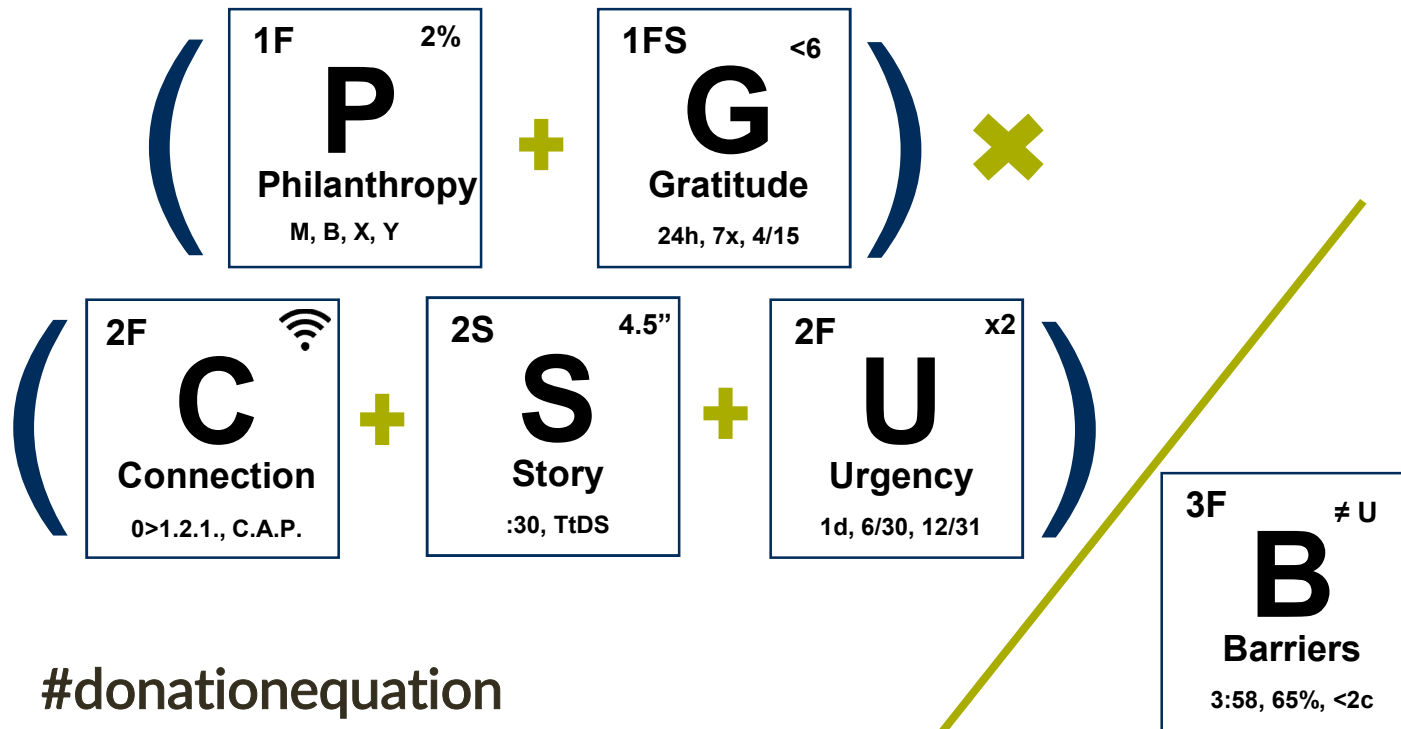 (
1F 2%
P
Philanthropy
M, B, X, Y
+
1FS <6
G
Gratitude
24h, 7x, 4/15
)
×
(
2F
C
Connection
0>1.2.1., C.A.P.
+
2S 4.5”
S
Story
:30, TtDS
+
2F x2
U
Urgency
1d, 6/30, 12/31
)
/
3F ≠ U
B
Barriers
3:58, 65%, <2c
#donationequation